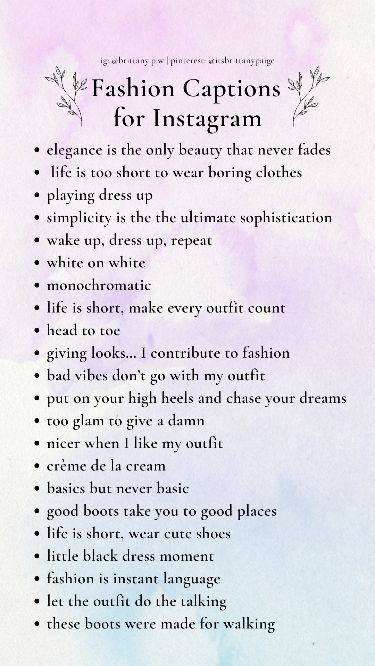 ig: @brittany.p.w | pinterest: @itsbrittanypaige
Fashion Captions
for Instagram
• elegance is the only beauty that never fades
• life is too short to wear boring clothes
• playing dress up
• simplicity is the the ultimate sophistication
• wake up, dress up, repeat
• white on white
• monochromatic
• life is short, make every outfit count
• head to toe
• giving looks... I contribute to fashion
• bad vibes don't go with my outfit
• put on your high heels and chase your dreams
• too glam to give a damn
• nicer when I like my outfit
• crème de la cream
• basics but never basic
• good boots take you to good places
• life is short, wear cute shoes
• little black dress moment
• fashion is instant language
• let the outfit do the talking
• these boots were made for walking